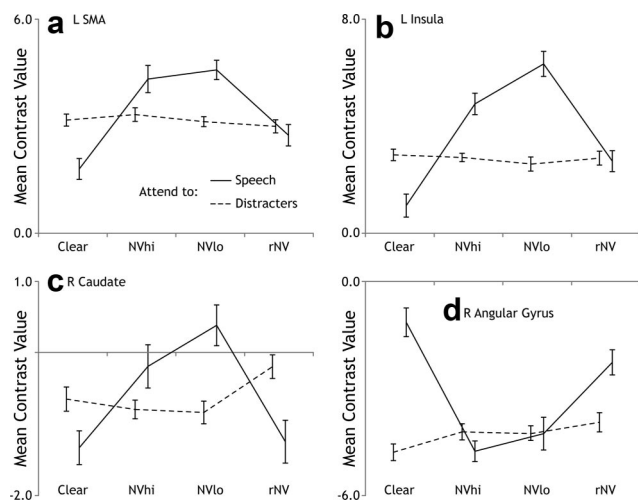 a L SMA
6.0
Mean Contrast Value
Attend to:
Speech
Distracters
0.0
Clear NVhi NVlo rNV
b L Insula
8.0
Mean Contrast Value
0.0
Clear NVhi NVlo rNV
c R Caudate
1.0
Mean Contrast Value
-2.0
Clear NVhi NVlo rNV
d R Angular Gyrus
0.0
Mean Contrast Value
-6.0
Clear NVhi NVlo rNV